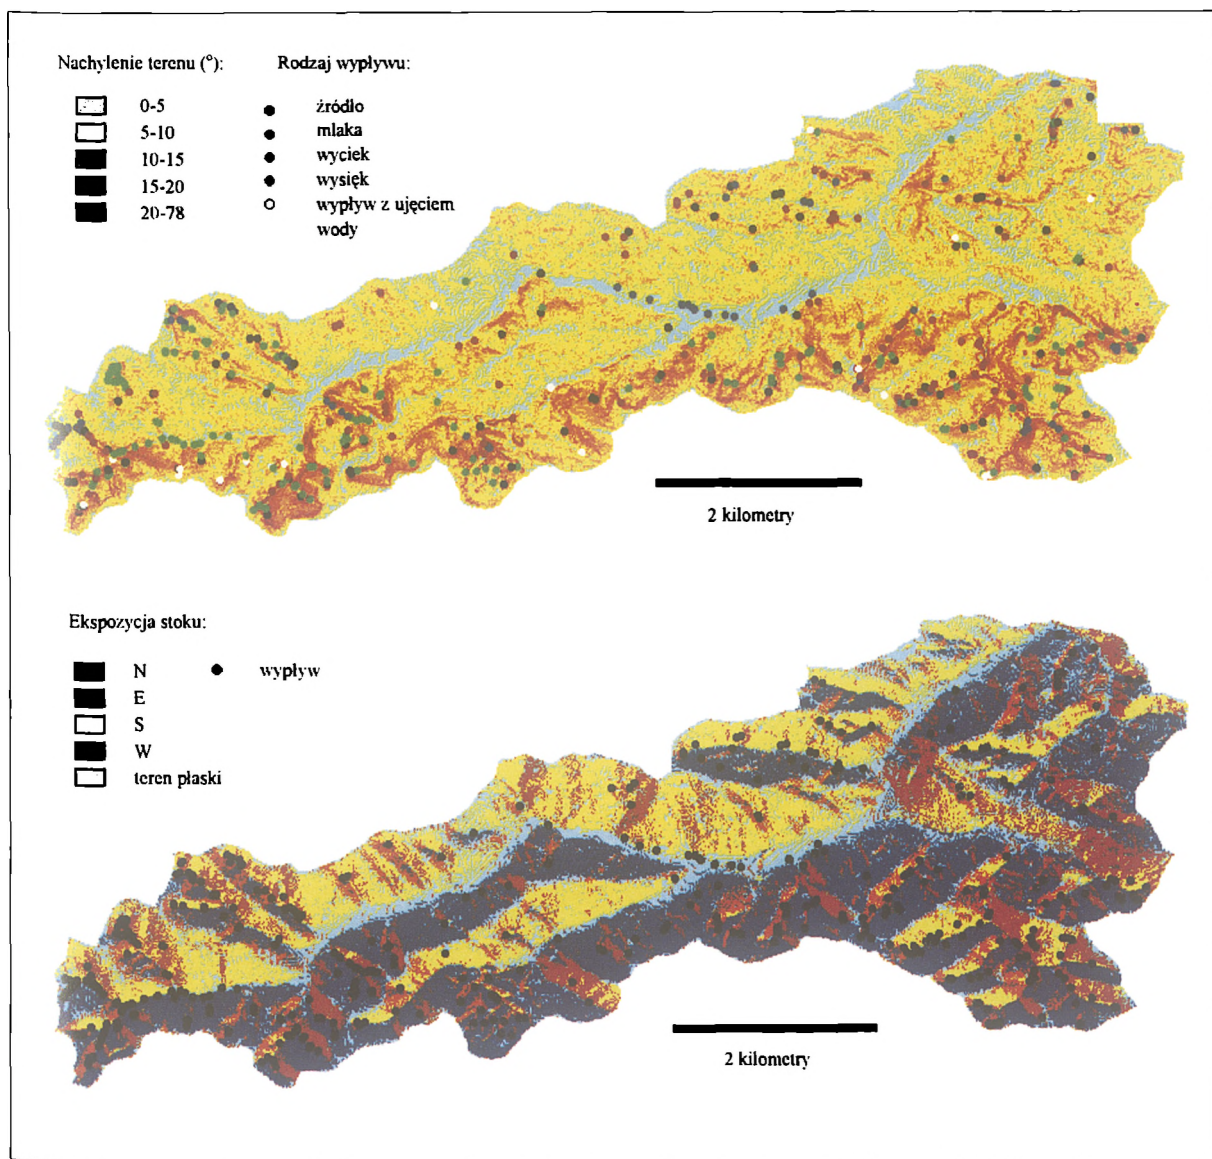 Nachylenie terenu (°):
0-5
5-10
10-15
15-20
20-78
Rodzaj wypływu:
źródło
mlaka
wyciek
wysięk
wypływ z ujęciem
wody
2 kilometry
Ekspozycja stoku:
N
E
S
W
teren płaski
wypływ
2 kilometry